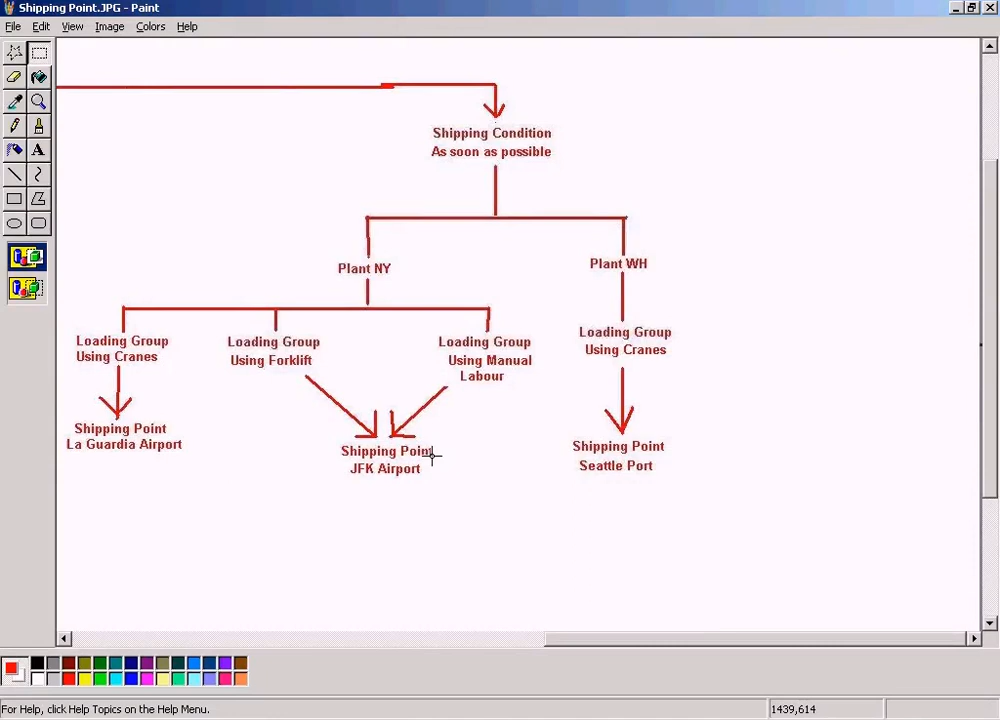 Shipping Point.JPG - Paint
File Edit View Image Colors Help
Shipping Condition
As soon as possible
Plant NY
Plant WH
Loading Group
Using Cranes
Loading Group
Using Forklift
Loading Group
Using Manual
Labour
Loading Group
Using Cranes
Shipping Point
La Guardia Airport
Shipping Point
JFK Airport
Shipping Point
Seattle Port
For Help, click Help Topics on the Help Menu.
1439,614